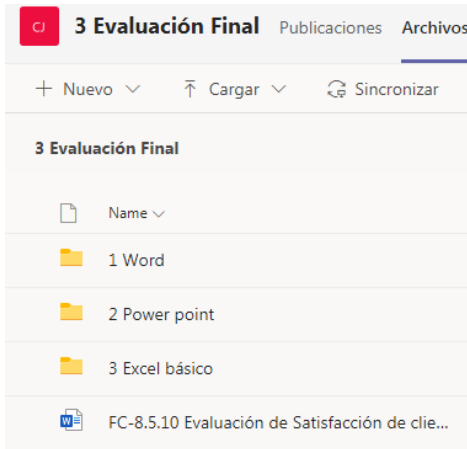 CJ 3 Evaluación Final Publicaciones Archivos
Nuevo Cargar Sincronizar
3 Evaluación Final
Name
1 Word
2 Power point
3 Excel básico
FC-8.5.10 Evaluación de Satisfacción de clie...